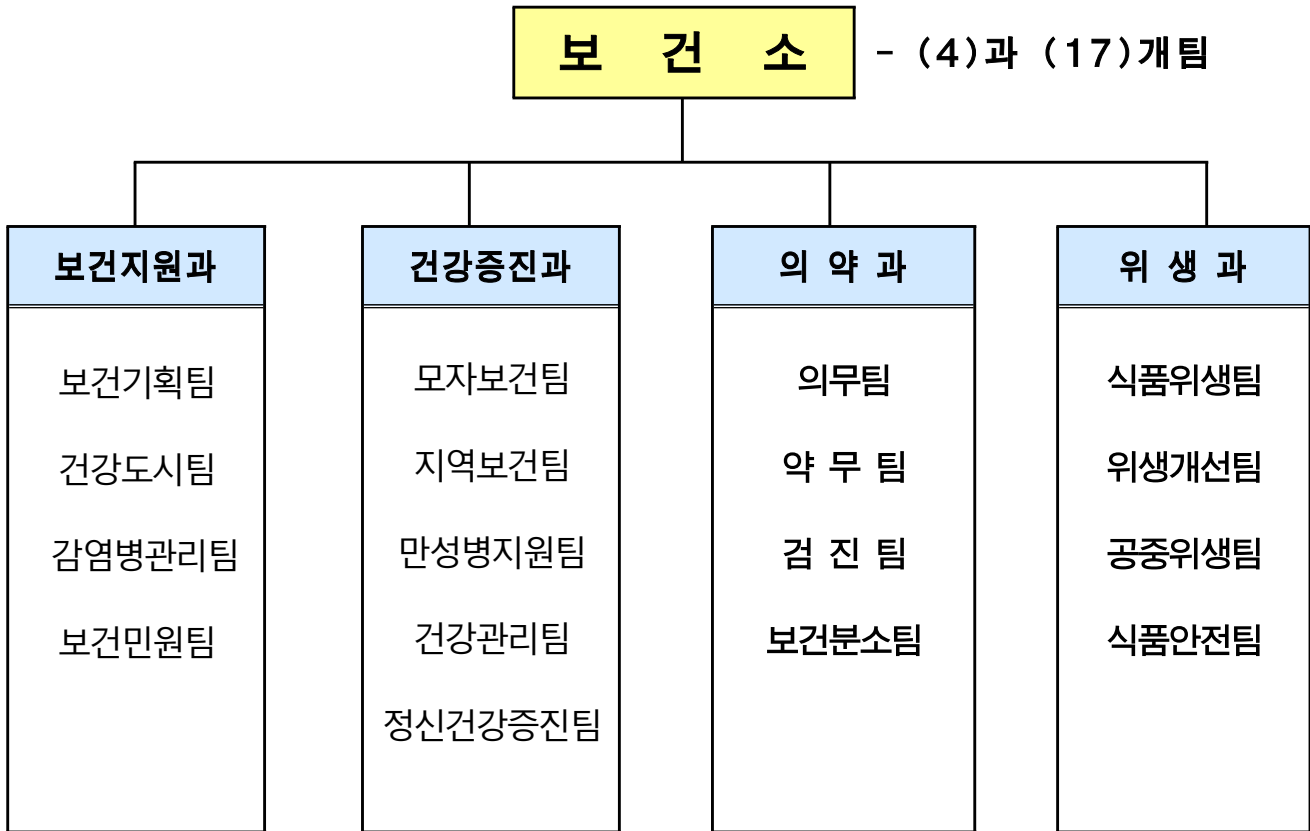 보 건 소 - (4)과 (17)개팀
보건지원과
보건기획팀
건강도시팀
감염병관리팀
보건민원팀
건강증진과
모자보건팀
지역보건팀
만성병지원팀
건강관리팀
정신건강증진팀
의 약 과
의무팀
약 무 팀
검 진 팀
보건분소팀
위 생 과
식품위생팀
위생개선팀
공중위생팀
식품안전팀